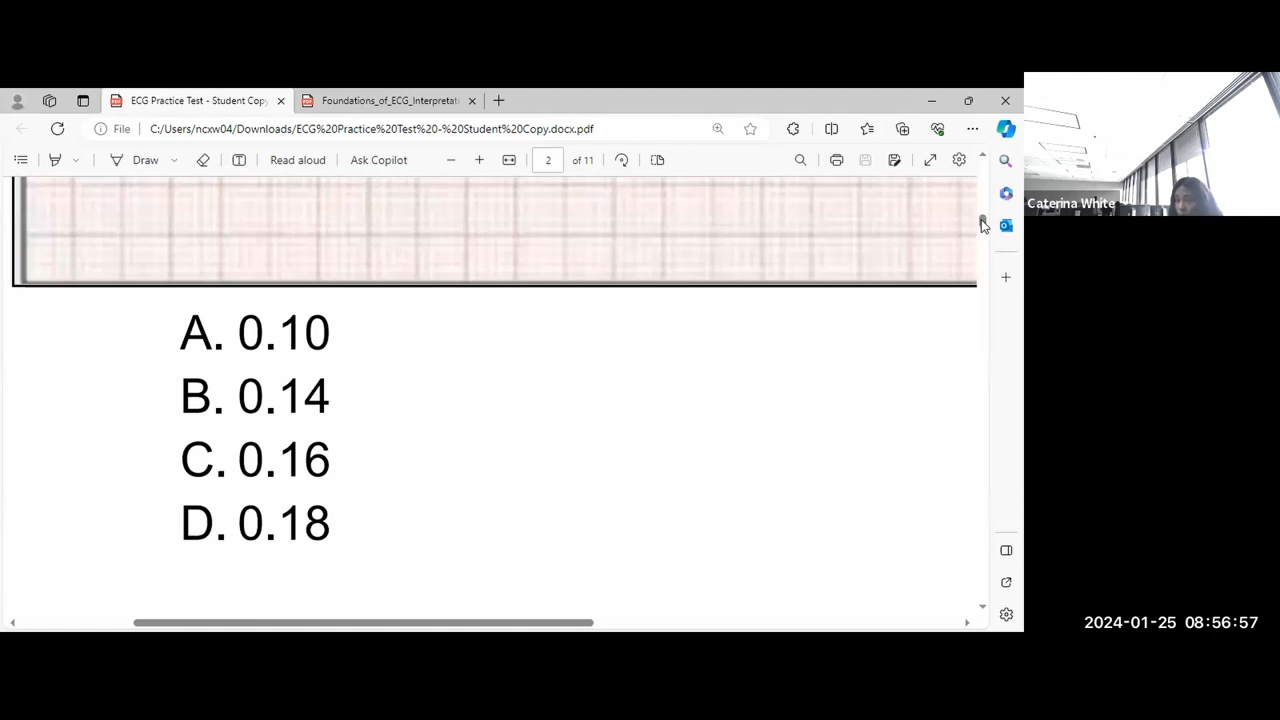 ECG Practice Test - Student Copy
Foundations_of_ECG_Interpretati
File
C:/Users/ncxw04/Downloads/ECG%20Practice%20Test%20-%20Student%20Copy.docx.pdf
Draw
Read aloud
Ask Copilot
2 of 11
Caterina White
A. 0.10
B. 0.14
C. 0.16
D. 0.18
2024-01-25 08:56:57